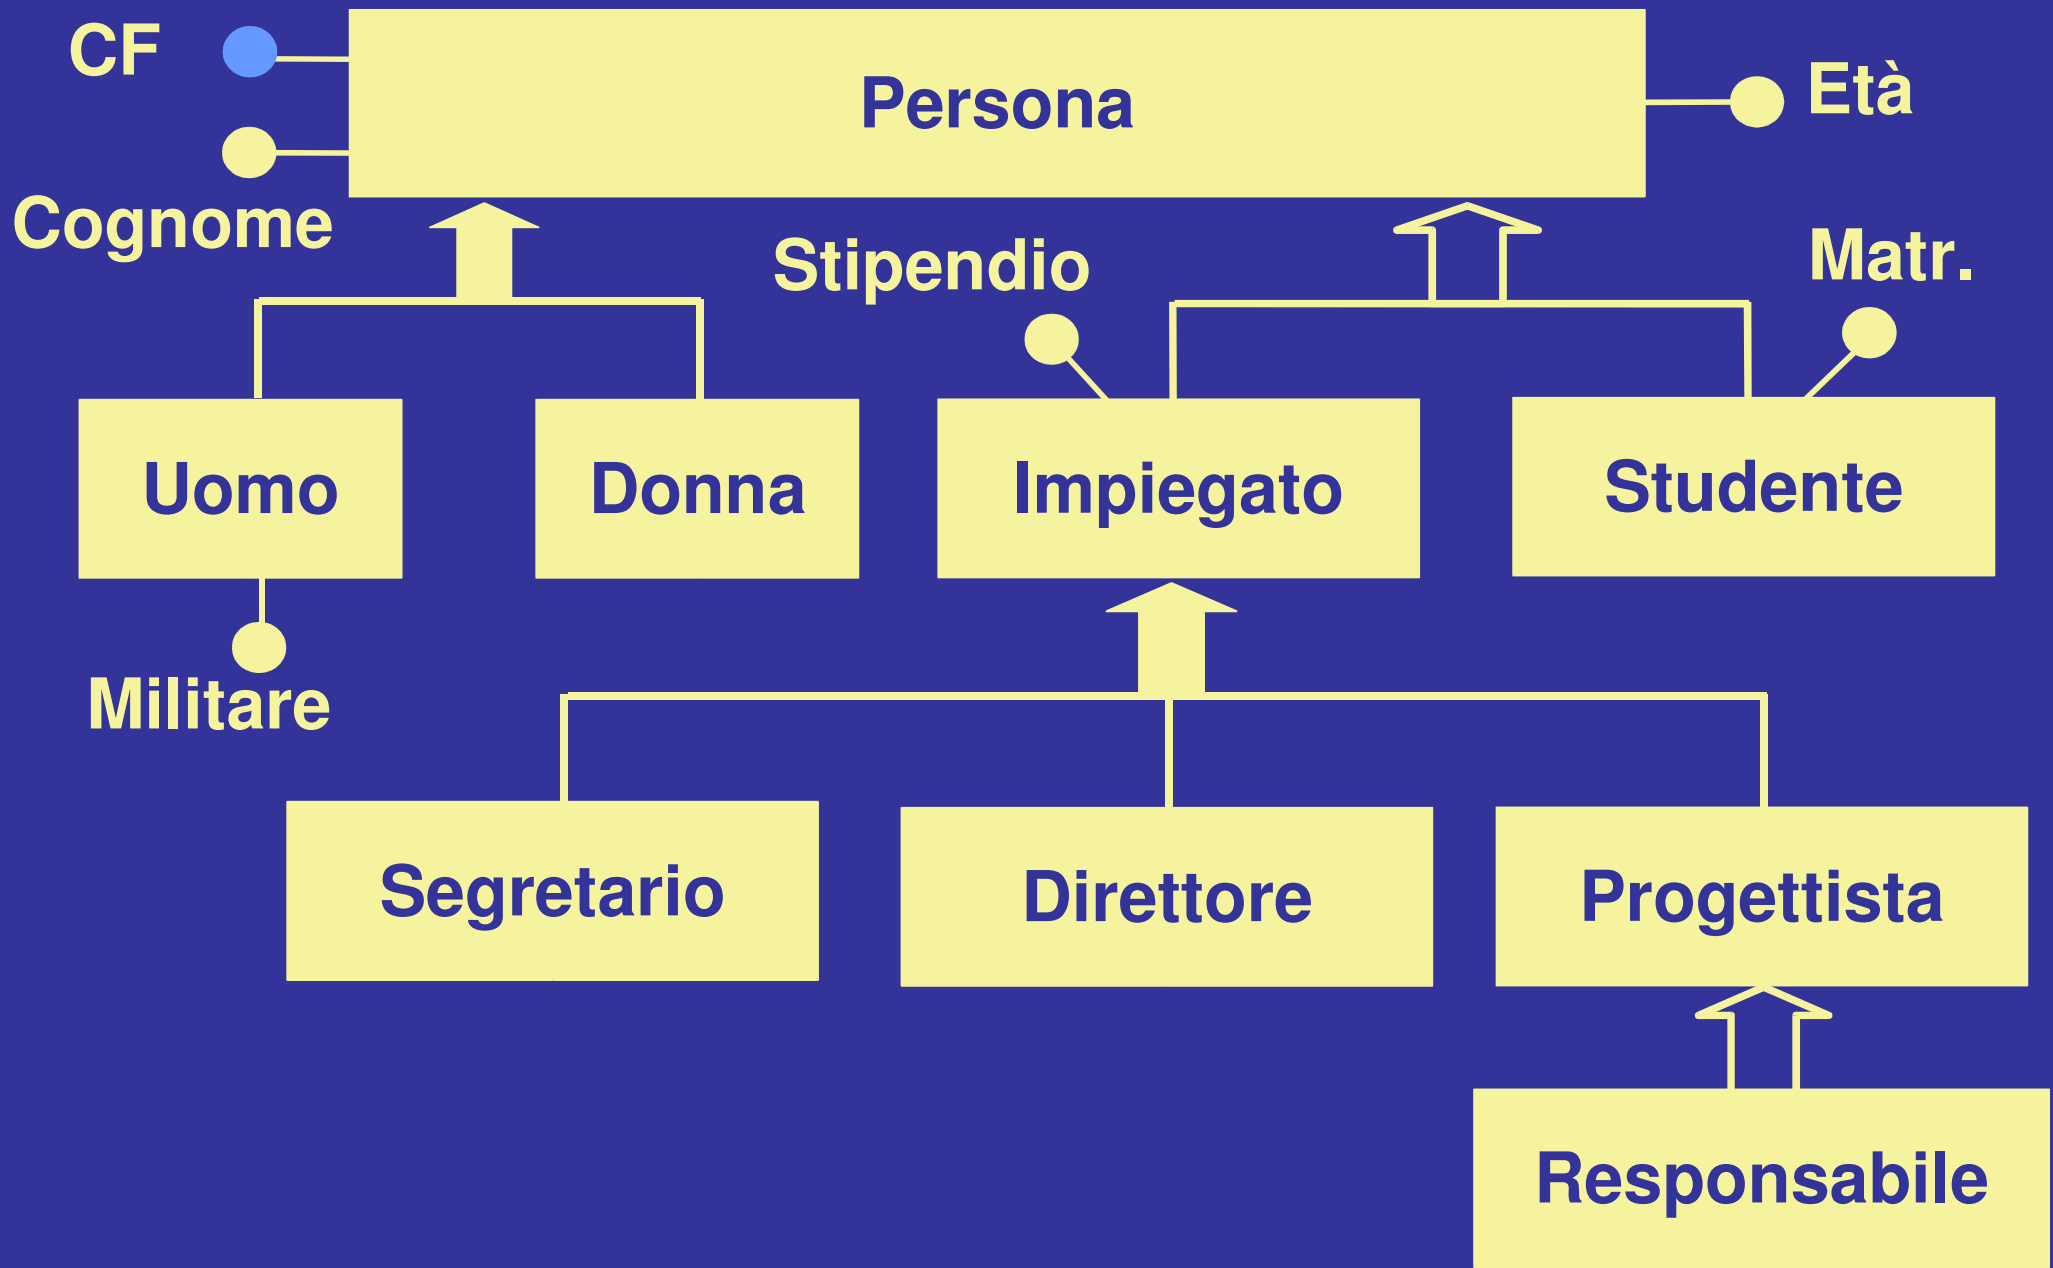 CF
Persona
Età
Cognome
Stipendio
Matr.
Uomo
Donna
Impiegato
Studente
Militare
Segretario
Direttore
Progettista
Responsabile